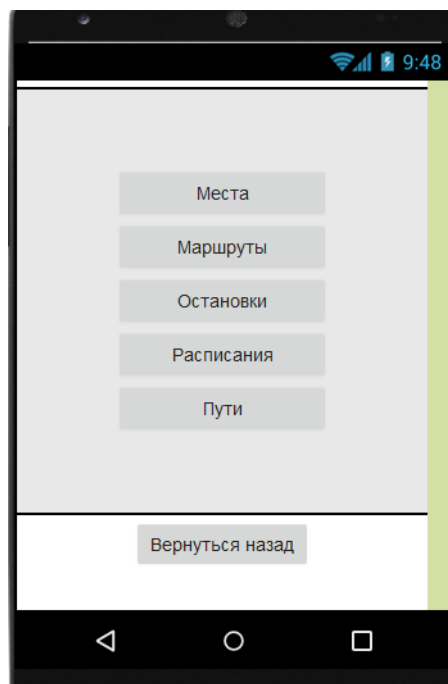 9:48
Места
Маршруты
Остановки
Расписания
Пути
Вернуться назад